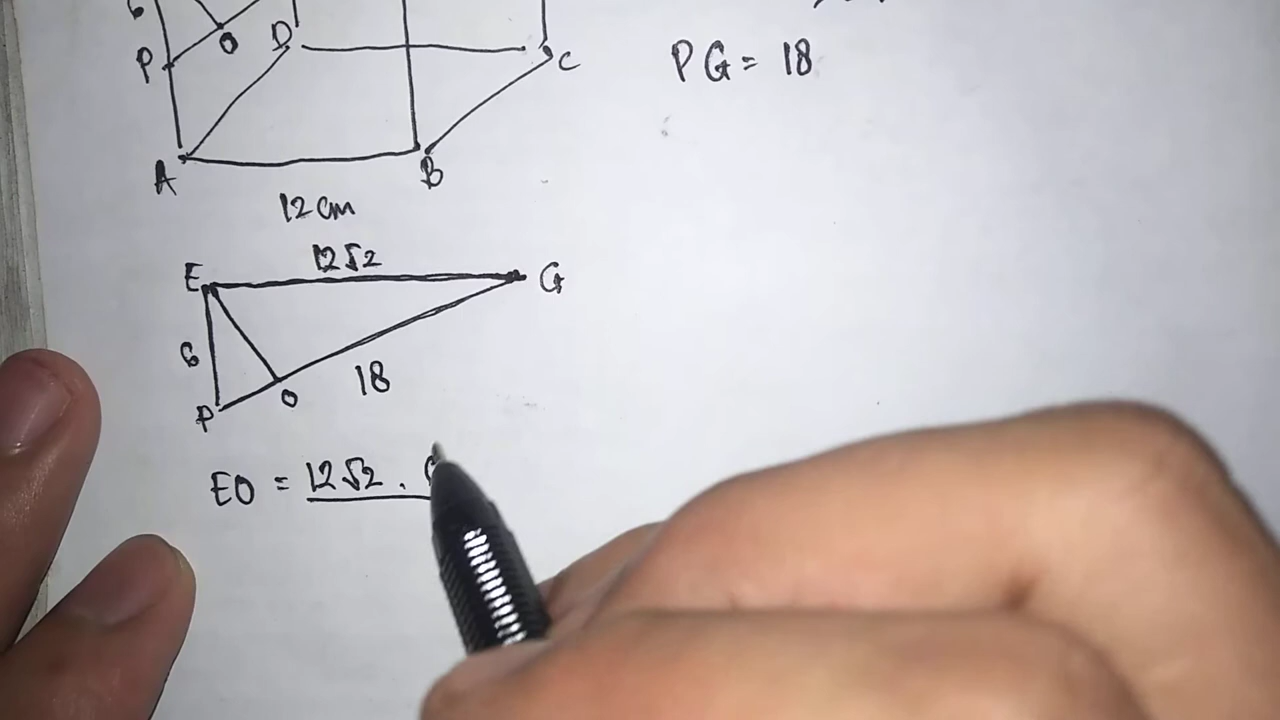 6
P O D C
PG = 18
A B
12 cm
12√2
E G
6
18
P O
EO = 12√2 .